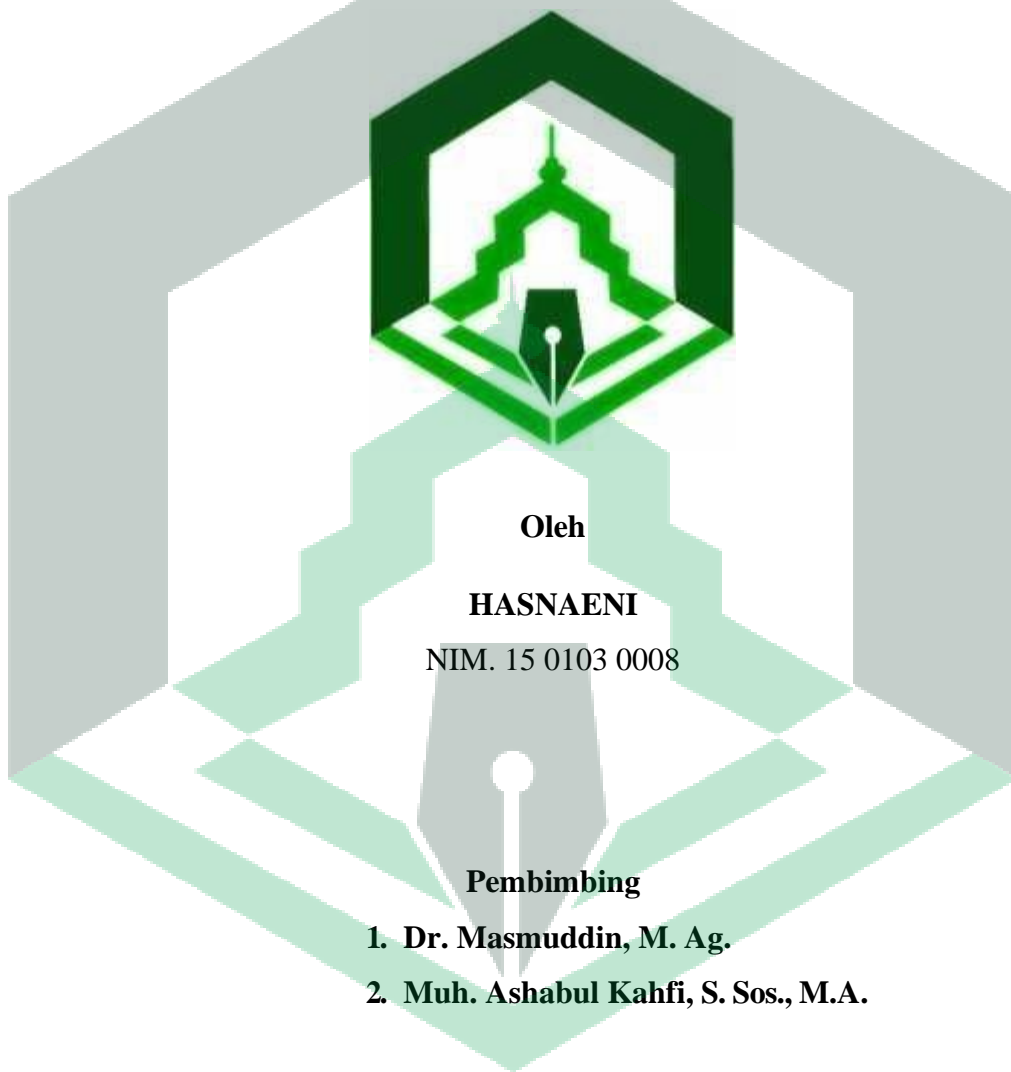 Oleh
HASNAENI
NIM. 15 0103 0008
Pembimbing
1. Dr. Masmuddin, M. Ag.
2. Muh. Ashabul Kahfi, S. Sos., M.A.